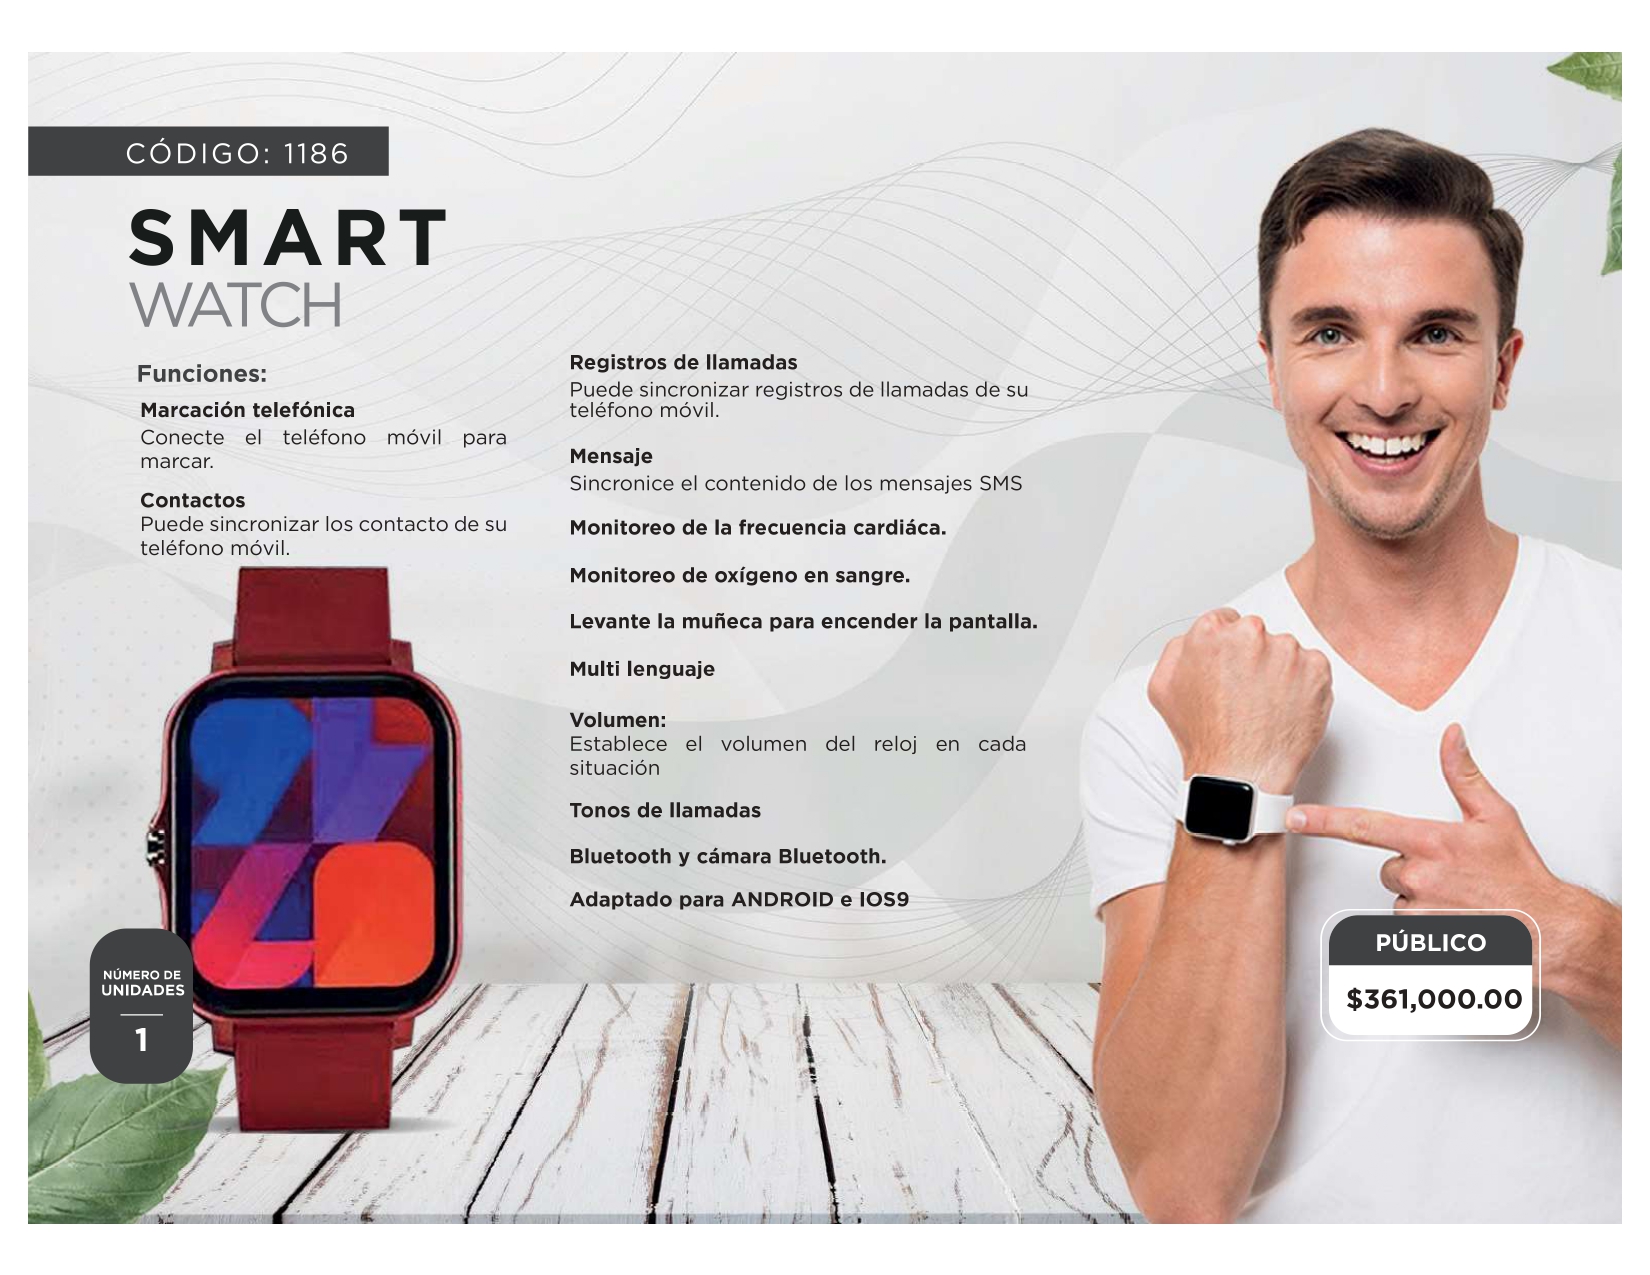 CÓDIGO: 1186
SMART
WATCH
Funciones:
Marcación telefónica
Conecte el teléfono móvil para
marcar.
Contactos
Puede sincronizar los contacto de su
teléfono móvil.
Registros de llamadas
Puede sincronizar registros de llamadas de su
teléfono móvil.
Mensaje
Sincronice el contenido de los mensajes SMS
Monitoreo de la frecuencia cardiáca.
Monitoreo de oxígeno en sangre.
Levante la muñeca para encender la pantalla.
Multi lenguaje
Volumen:
Establece el volumen del reloj en cada
situación
Tonos de llamadas
Bluetooth y cámara Bluetooth.
Adaptado para ANDROID e IOS9
NÚMERO DE
UNIDADES
1
PÚBLICO
$361,000.00